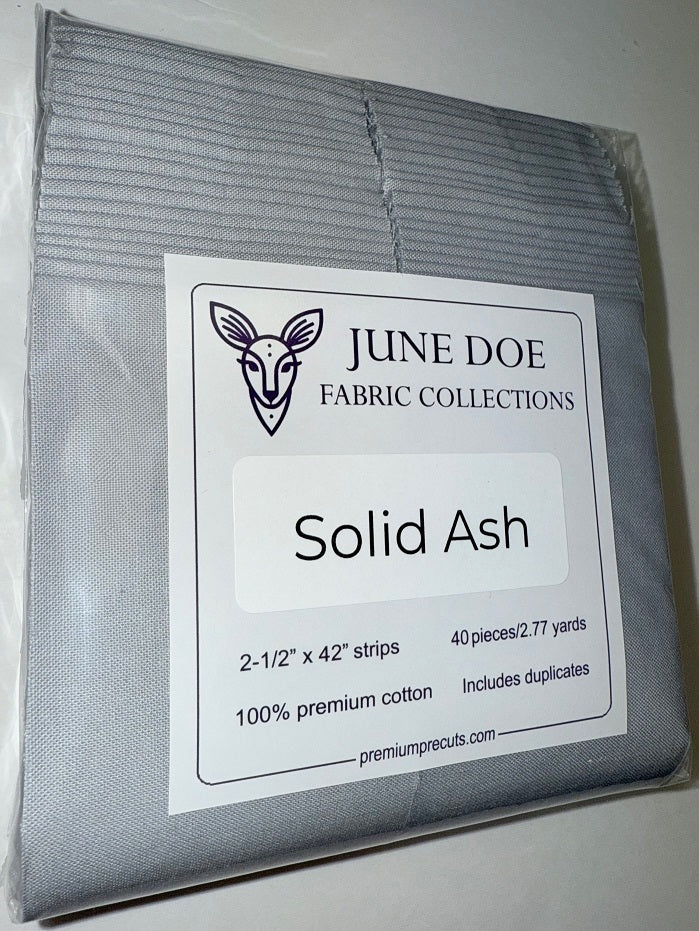 JUNE DOE
FABRIC COLLECTIONS
Solid Ash
2-1/2” x 42” strips
40 pieces/2.77 yards
100% premium cotton
Includes duplicates
premiumprecuts.com